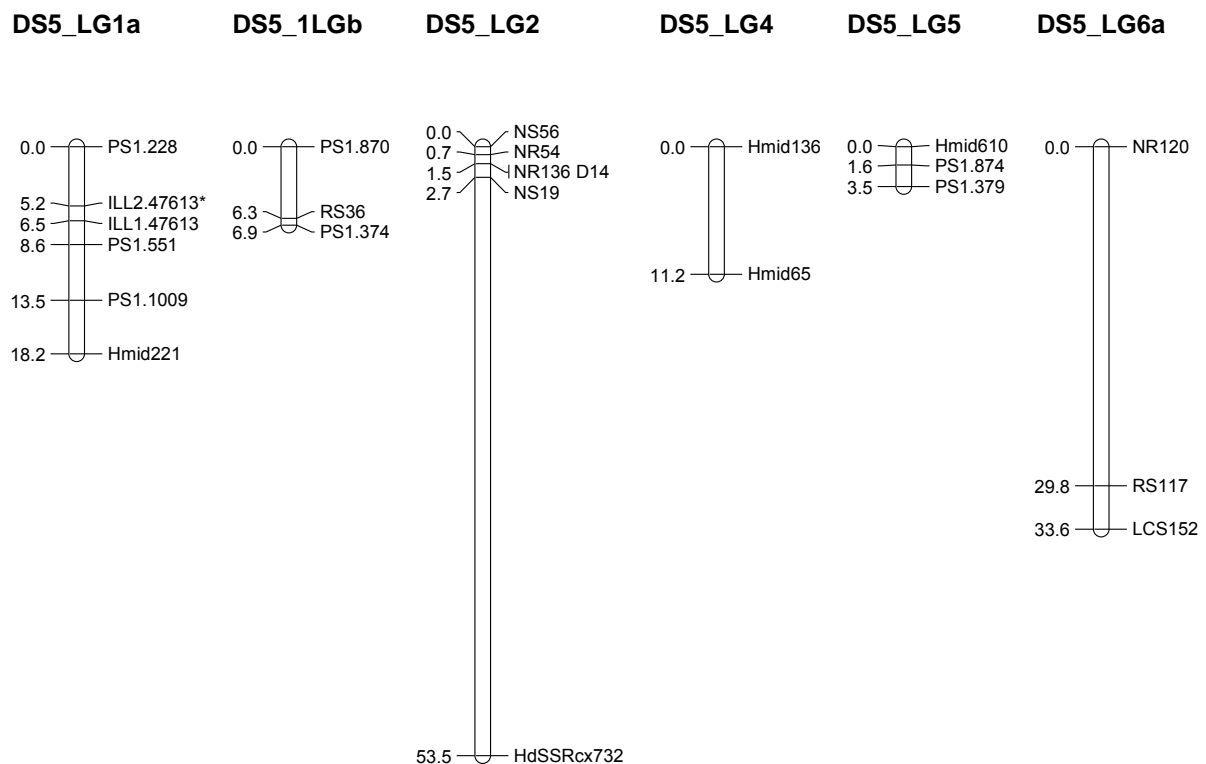 DS5_LG1a
0.0 PS1.228
5.2 ILL2.47613*
6.5 ILL1.47613
8.6 PS1.551
13.5 PS1.1009
18.2 Hmid221
DS5_1LGb
0.0 PS1.870
6.3 RS36
6.9 PS1.374
DS5_LG2
0.0 NS56
0.7 NR54
1.5 NR136 D14
2.7 NS19
53.5 HdSSRcx732
DS5_LG4
0.0 Hmid136
11.2 Hmid65
DS5_LG5
0.0 Hmid610
1.6 PS1.874
3.5 PS1.379
DS5_LG6a
0.0 NR120
29.8 RS117
33.6 LCS152